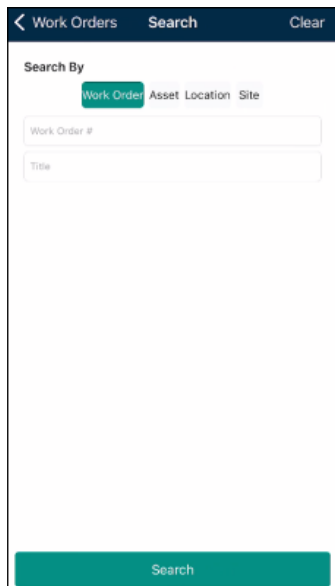 Work Orders Search Clear
Search By
Work Order Asset Location Site
Work Order #
Title
Search